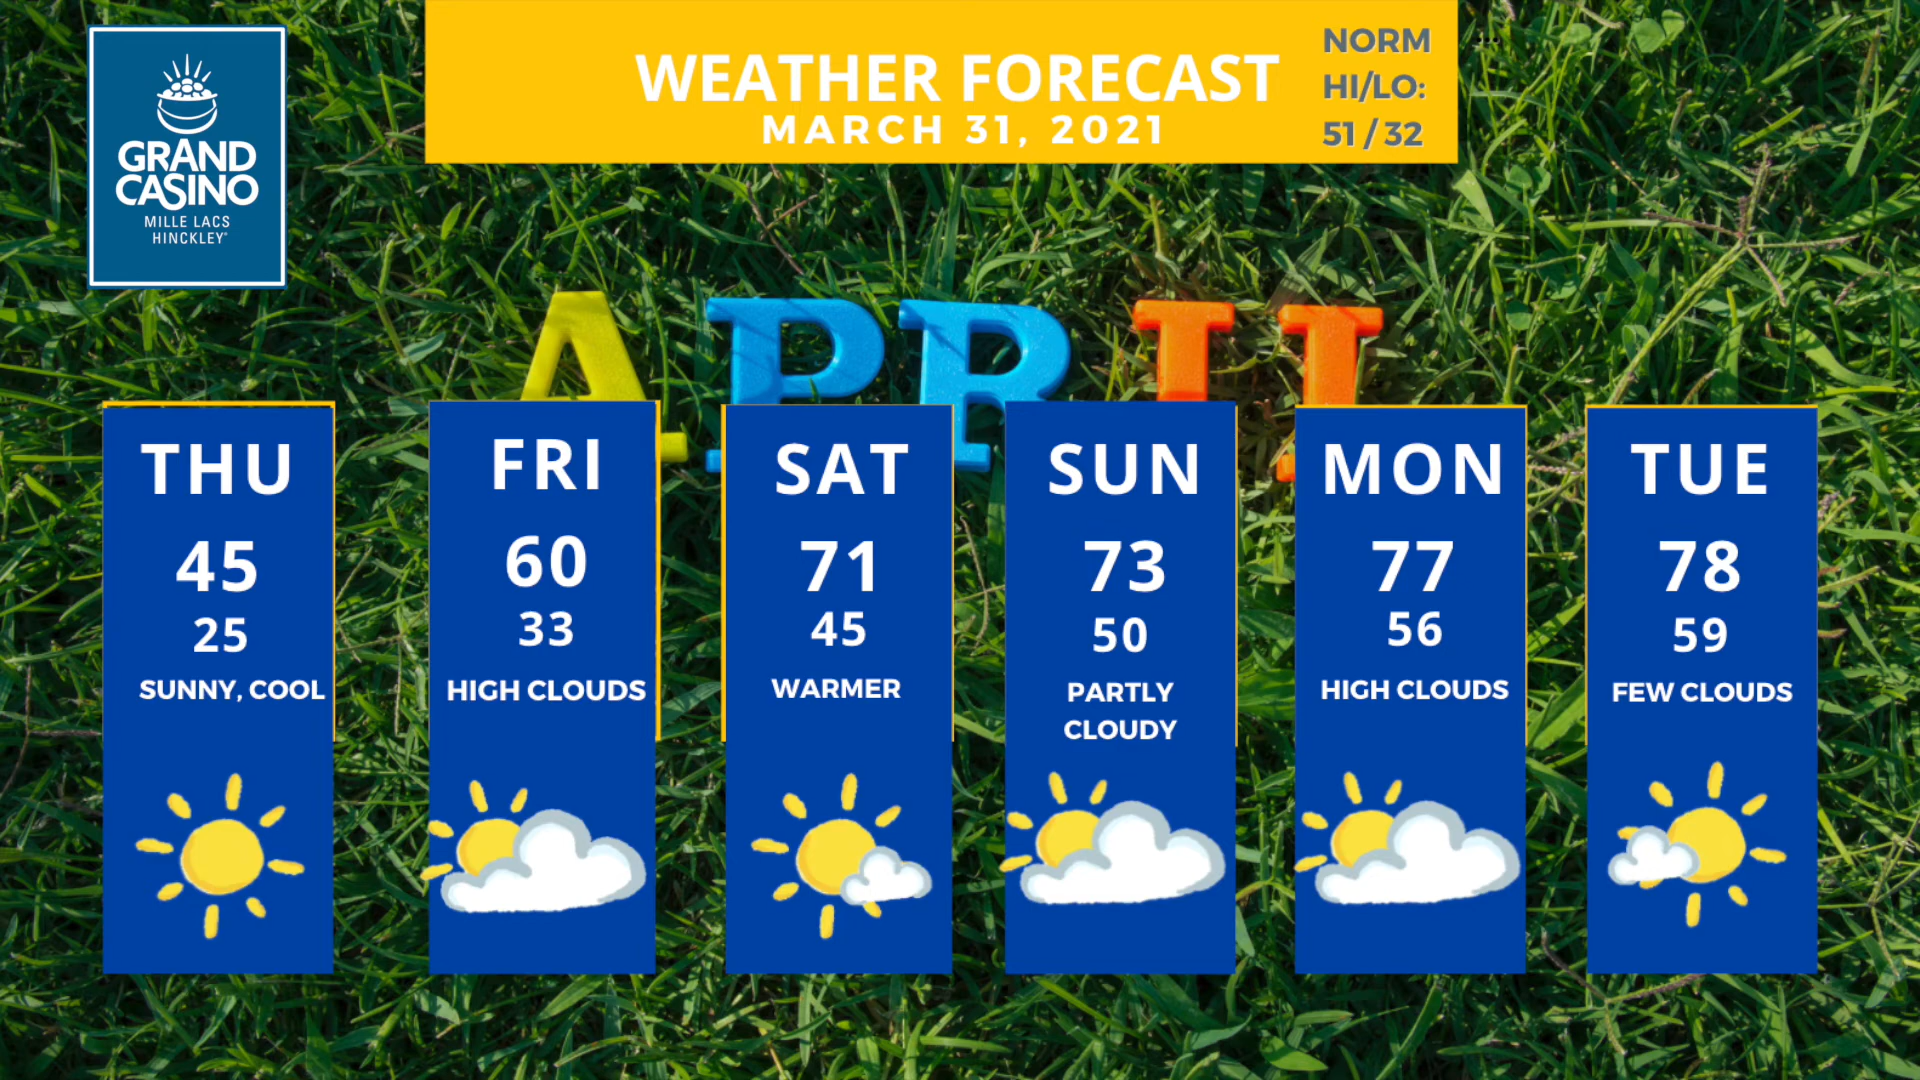 GRAND
CASINO
MILLE LACS
HINCKLEY®
WEATHER FORECAST
MARCH 31, 2021
NORM
HI/LO:
51 / 32
...
APRIL
THU
45
25
SUNNY, COOL
FRI
60
33
HIGH CLOUDS
SAT
71
45
WARMER
SUN
73
50
PARTLY
CLOUDY
MON
77
56
HIGH CLOUDS
TUE
78
59
FEW CLOUDS